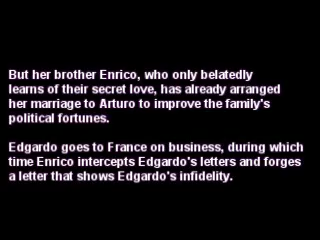 But her brother Enrico, who only belatedly
learns of their secret love, has already arranged
her marriage to Arturo to improve the family's
political fortunes.
Edgardo goes to France on business, during which
time Enrico intercepts Edgardo's letters and forges
a letter that shows Edgardo's infidelity.